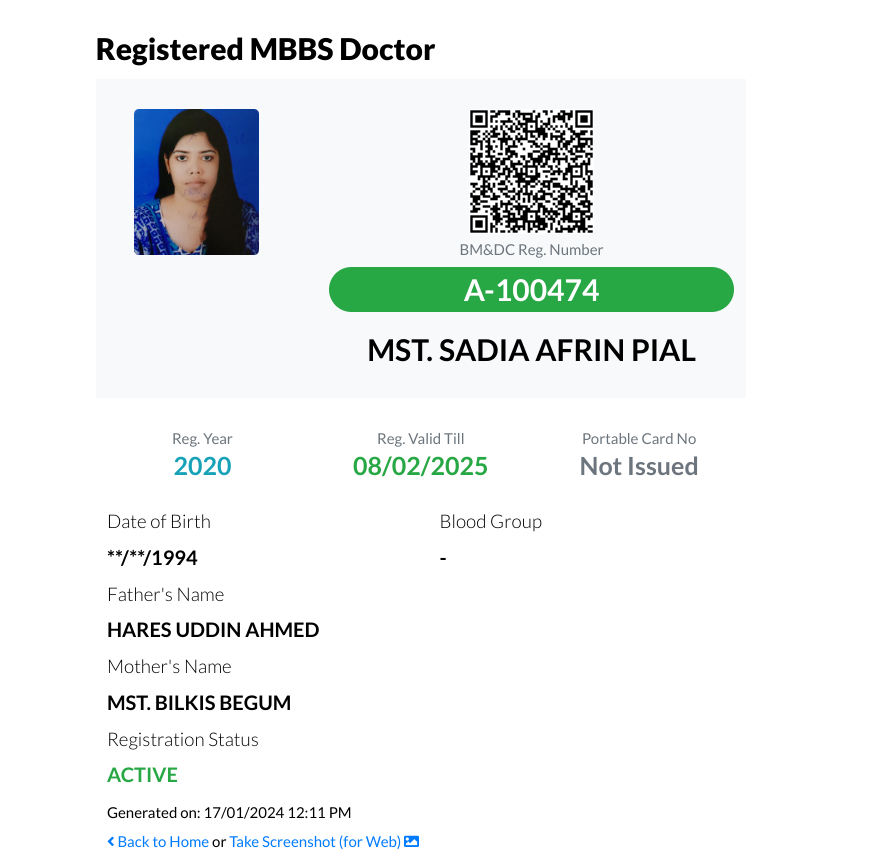 Registered MBBS Doctor
BM&DC Reg. Number
A-100474
MST. SADIA AFRIN PIAL
Reg. Year
2020
Reg. Valid Till
08/02/2025
Portable Card No
Not Issued
Date of Birth
**/**/1994
Blood Group
-
Father's Name
HARES UDDIN AHMED
Mother's Name
MST. BILKIS BEGUM
Registration Status
ACTIVE
Generated on: 17/01/2024 12:11 PM
Back to Home or Take Screenshot (for Web)